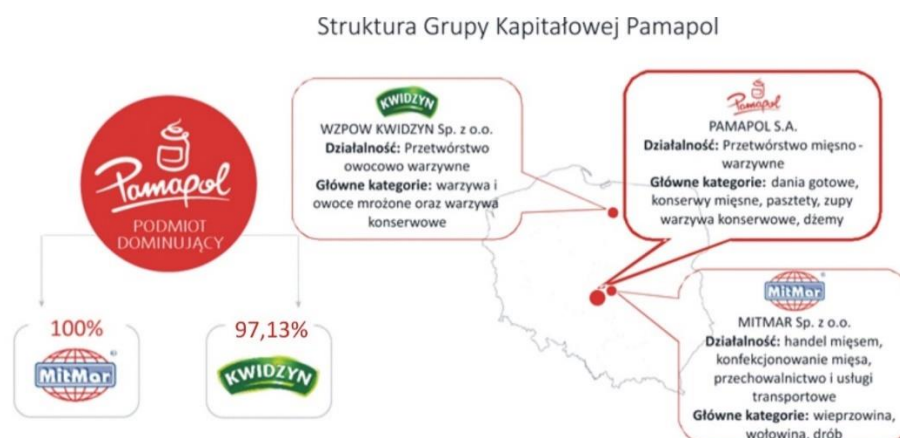 Struktura Grupy Kapitałowej Pamapol
Pamapol
PODMIOT
DOMINUJĄCY
100%
MitMar
97,13%
KWIDZYN
KWIDZYN
WZPOW KWIDZYN Sp. z o.o.
Działalność: Przetwórstwo
owocowo warzywne
Główne kategorie: warzywa i
owoce mrożone oraz warzywa
konserwowe
Pamapol
PAMAPOL S.A.
Działalność: Przetwórstwo mięsno-
warzywne
Główne kategorie: dania gotowe,
konserwy mięsne, pasztety, zupy
warzywa konserwowe, dżemy
MitMar
MITMAR Sp. z o.o.
Działalność: handel mięsem,
konfekcjonowanie mięsa,
przechowalnictwo i usługi
transportowe
Główne kategorie: wieprzowina,
wołowina, drób